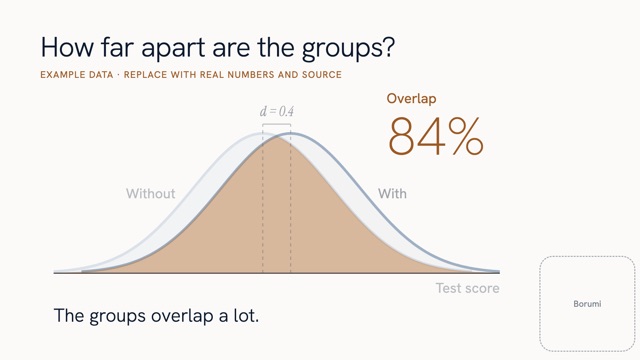 How far apart are the groups?
EXAMPLE DATA · REPLACE WITH REAL NUMBERS AND SOURCE
Overlap
84%
d = 0.4
Without
With
Test score
Borumi
The groups overlap a lot.